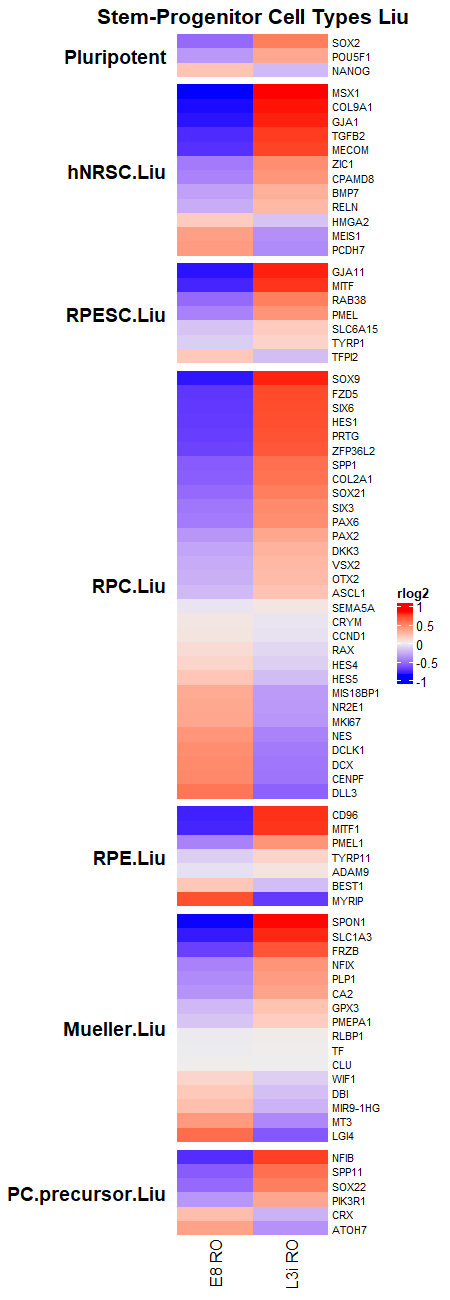 Stem-Progenitor Cell Types Liu
Pluripotent
SOX2
POU5F1
NANOG
hNRSC.Liu
MSX1
COL9A1
GJA1
TGFB2
MECOM
ZIC1
CPAMD8
BMP7
RELN
HMGA2
MEIS1
PCDH7
RPESC.Liu
GJA11
MITF
RAB38
PMEL
SLC6A15
TYRP1
TFPI2
RPC.Liu
SOX9
FZD5
SIX6
HES1
PRTG
ZFP36L2
SPP1
COL2A1
SOX21
SIX3
PAX6
PAX2
DKK3
VSX2
OTX2
ASCL1
SEMA5A
CRYM
CCND1
RAX
HES4
HES5
MIS18BP1
NR2E1
MKI67
NES
DCLK1
DCX
CENPF
DLL3
rlog2
1
0.5
0
-0.5
-1
RPE.Liu
CD96
MITF1
PMEL1
TYRP11
ADAM9
BEST1
MYRIP
Mueller.Liu
SPON1
SLC1A3
FRZB
NFIX
PLP1
CA2
GPX3
PMEPA1
RLBP1
TF
CLU
WIF1
DBI
MIR9-1HG
MT3
LGI4
PC.precursor.Liu
NFIB
SPP11
SOX22
PIK3R1
CRX
ATOH7
E8 RO
L3i RO